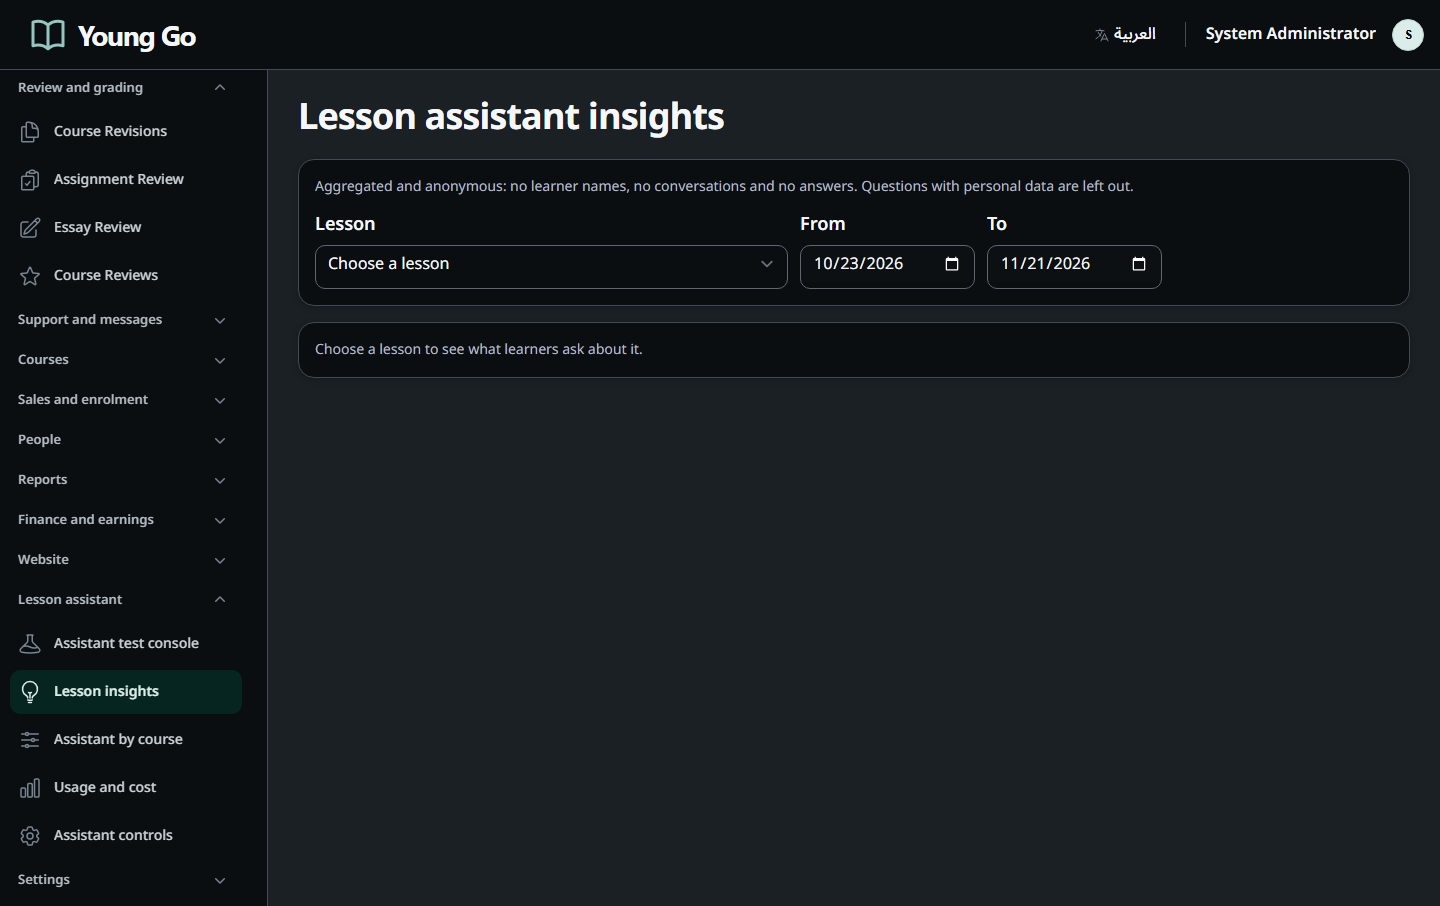 Young Go
العربية
System Administrator
S
Review and grading
Course Revisions
Assignment Review
Essay Review
Course Reviews
Support and messages
Courses
Sales and enrolment
People
Reports
Finance and earnings
Website
Lesson assistant
Assistant test console
Lesson insights
Assistant by course
Usage and cost
Assistant controls
Settings
Lesson assistant insights
Aggregated and anonymous: no learner names, no conversations and no answers. Questions with personal data are left out.
Lesson From To
Choose a lesson 10/23/2026 11/21/2026
Choose a lesson to see what learners ask about it.